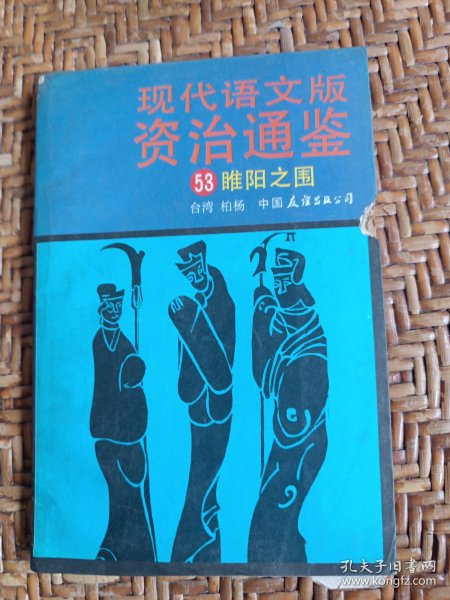 现代语文版
资治通鉴
53 睢阳之围
台湾 柏杨 中国友谊出版公司
孔夫子旧书网
www.kongfz.com